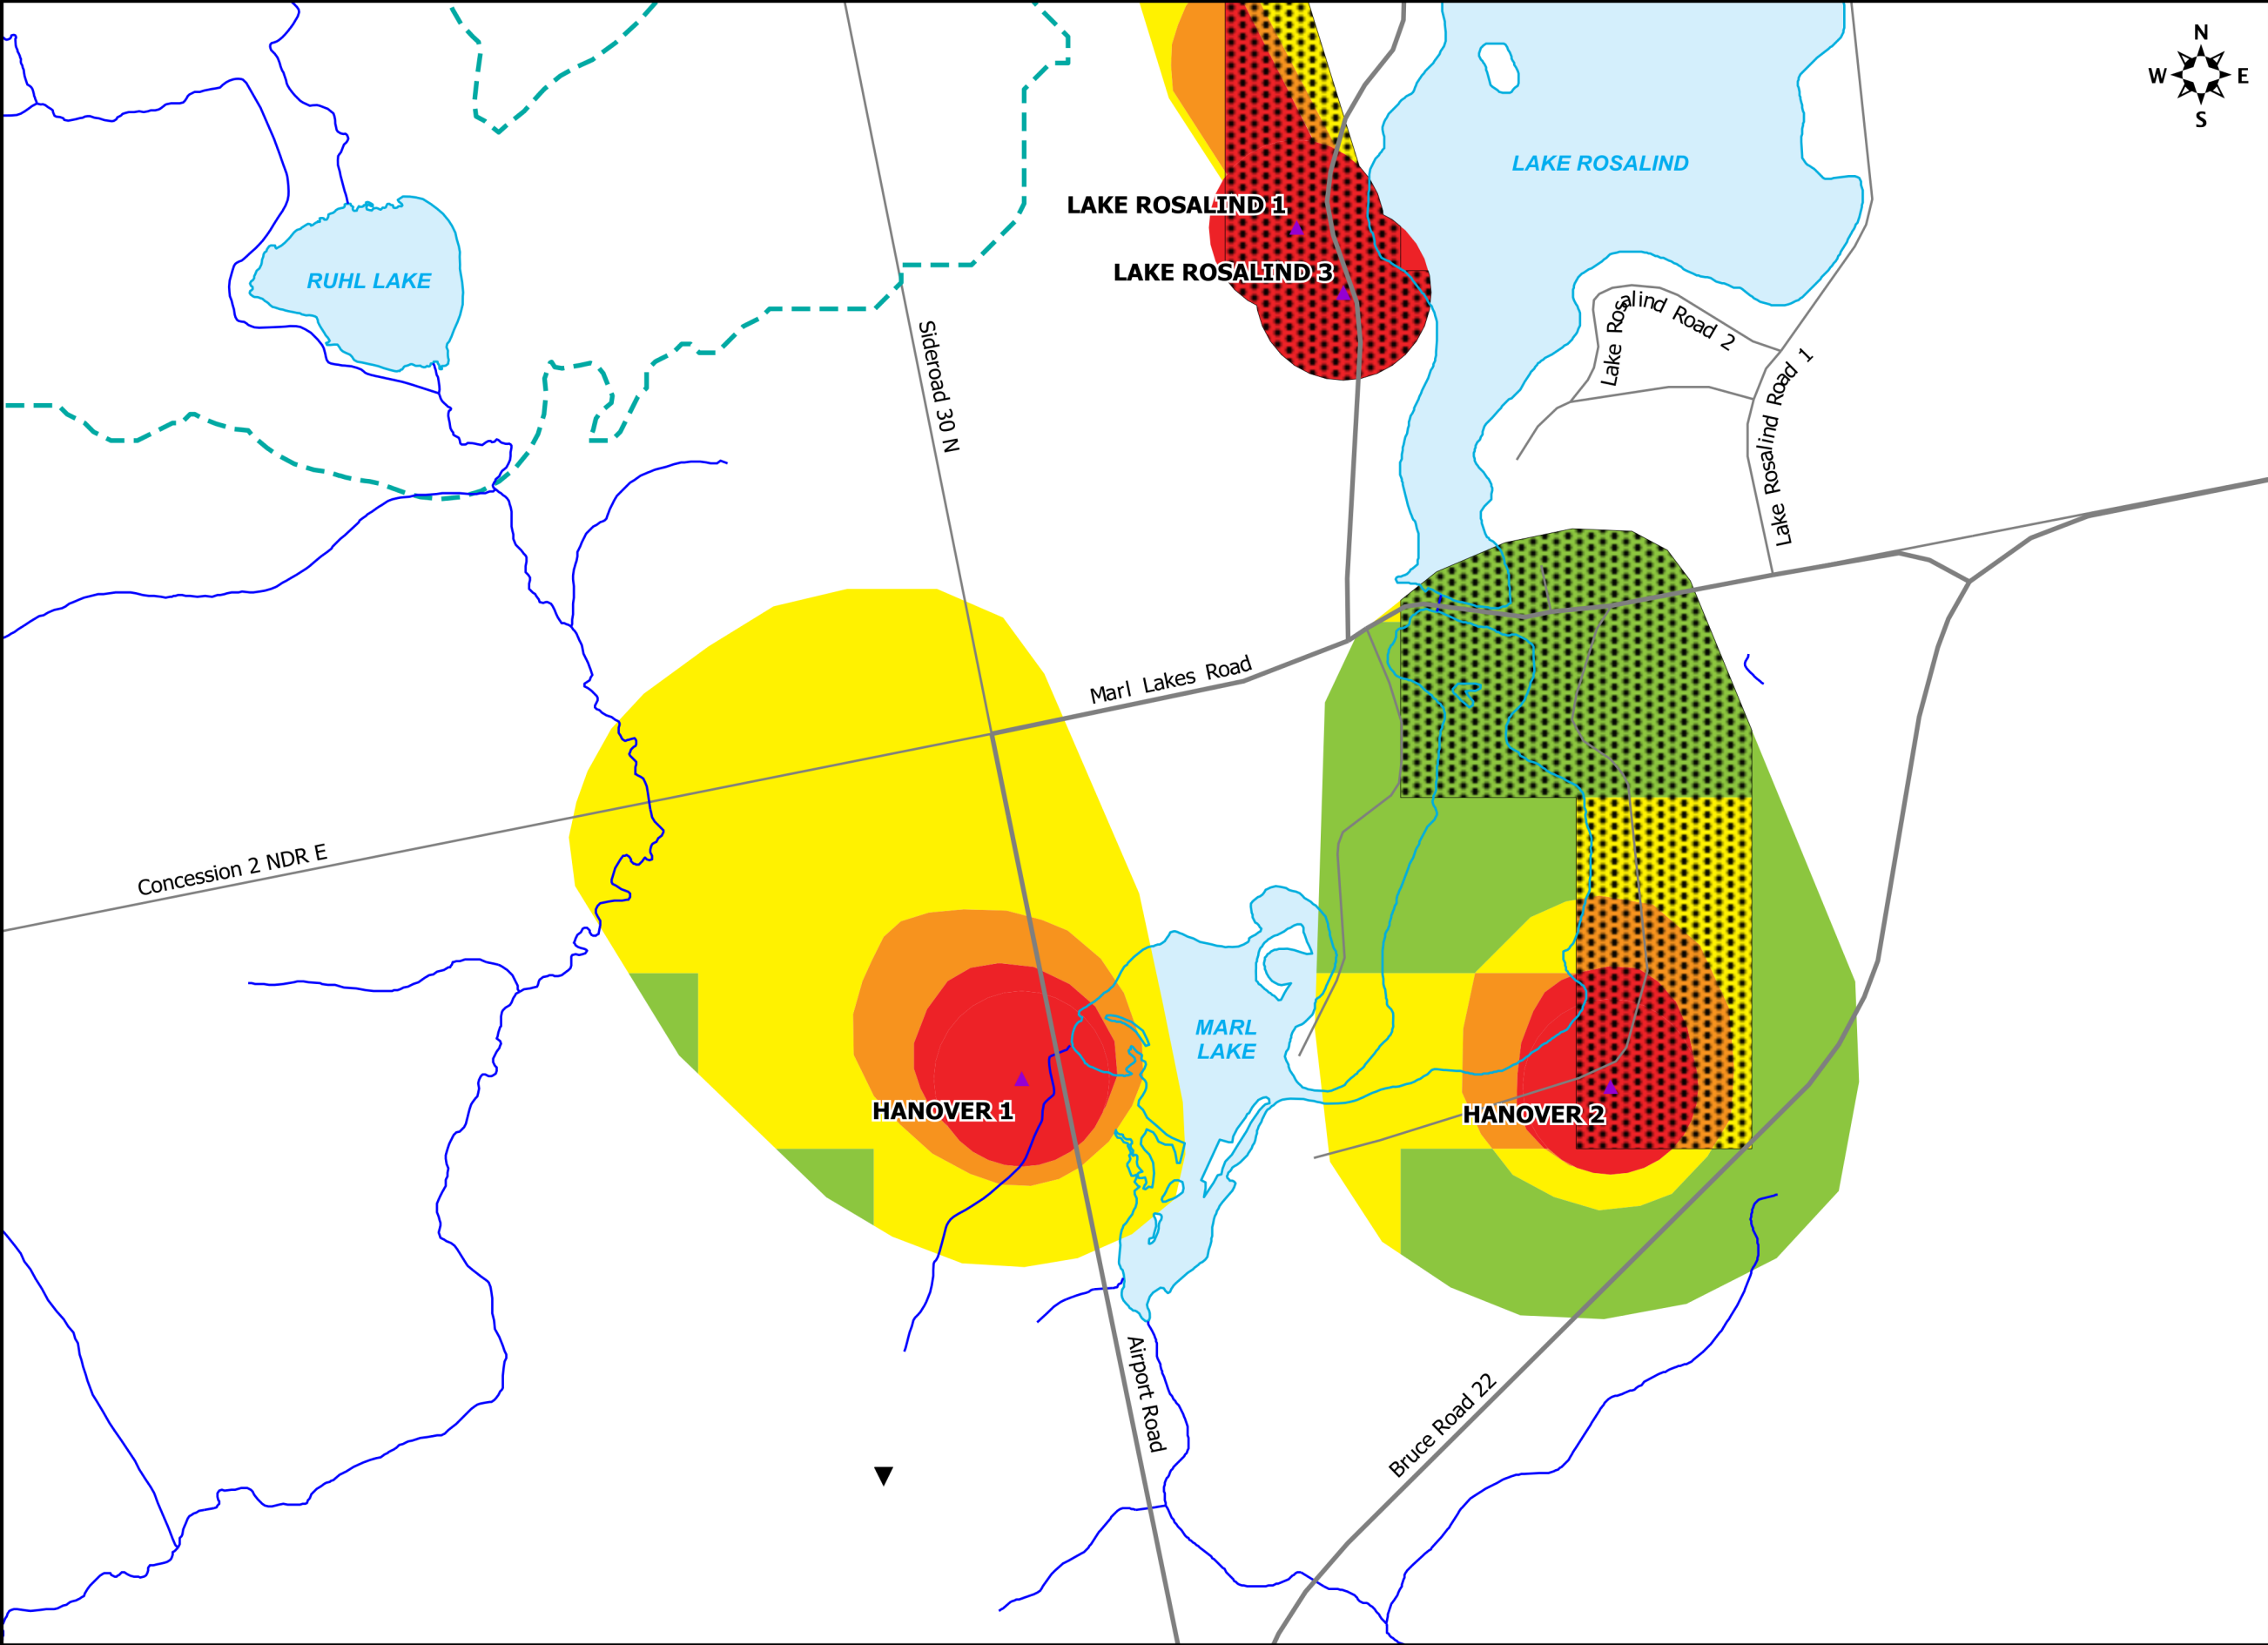 N
W E
S
LAKE ROSALIND
LAKE ROSALIND 1
LAKE ROSALIND 3
RUHL LAKE
Lake Rosalind Road 2
Sideroad 30 N
Lake Rosalind Road 1
Marl Lakes Road
Concession 2 NDR E
MARL
LAKE
HANOVER 1
HANOVER 2
Airport Road
Bruce Road 22